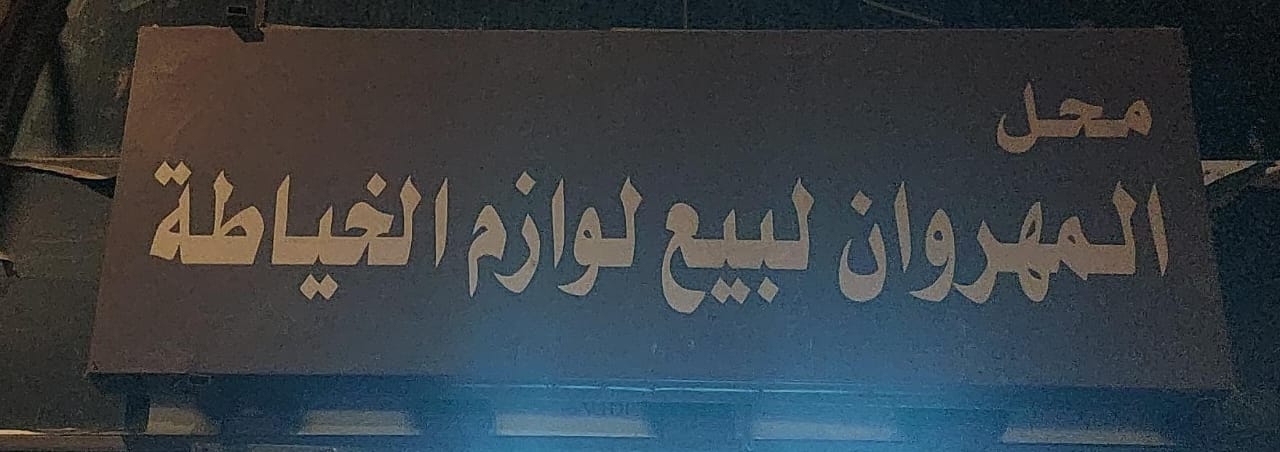 محل
المهروان لبيع لوازم الخياطة